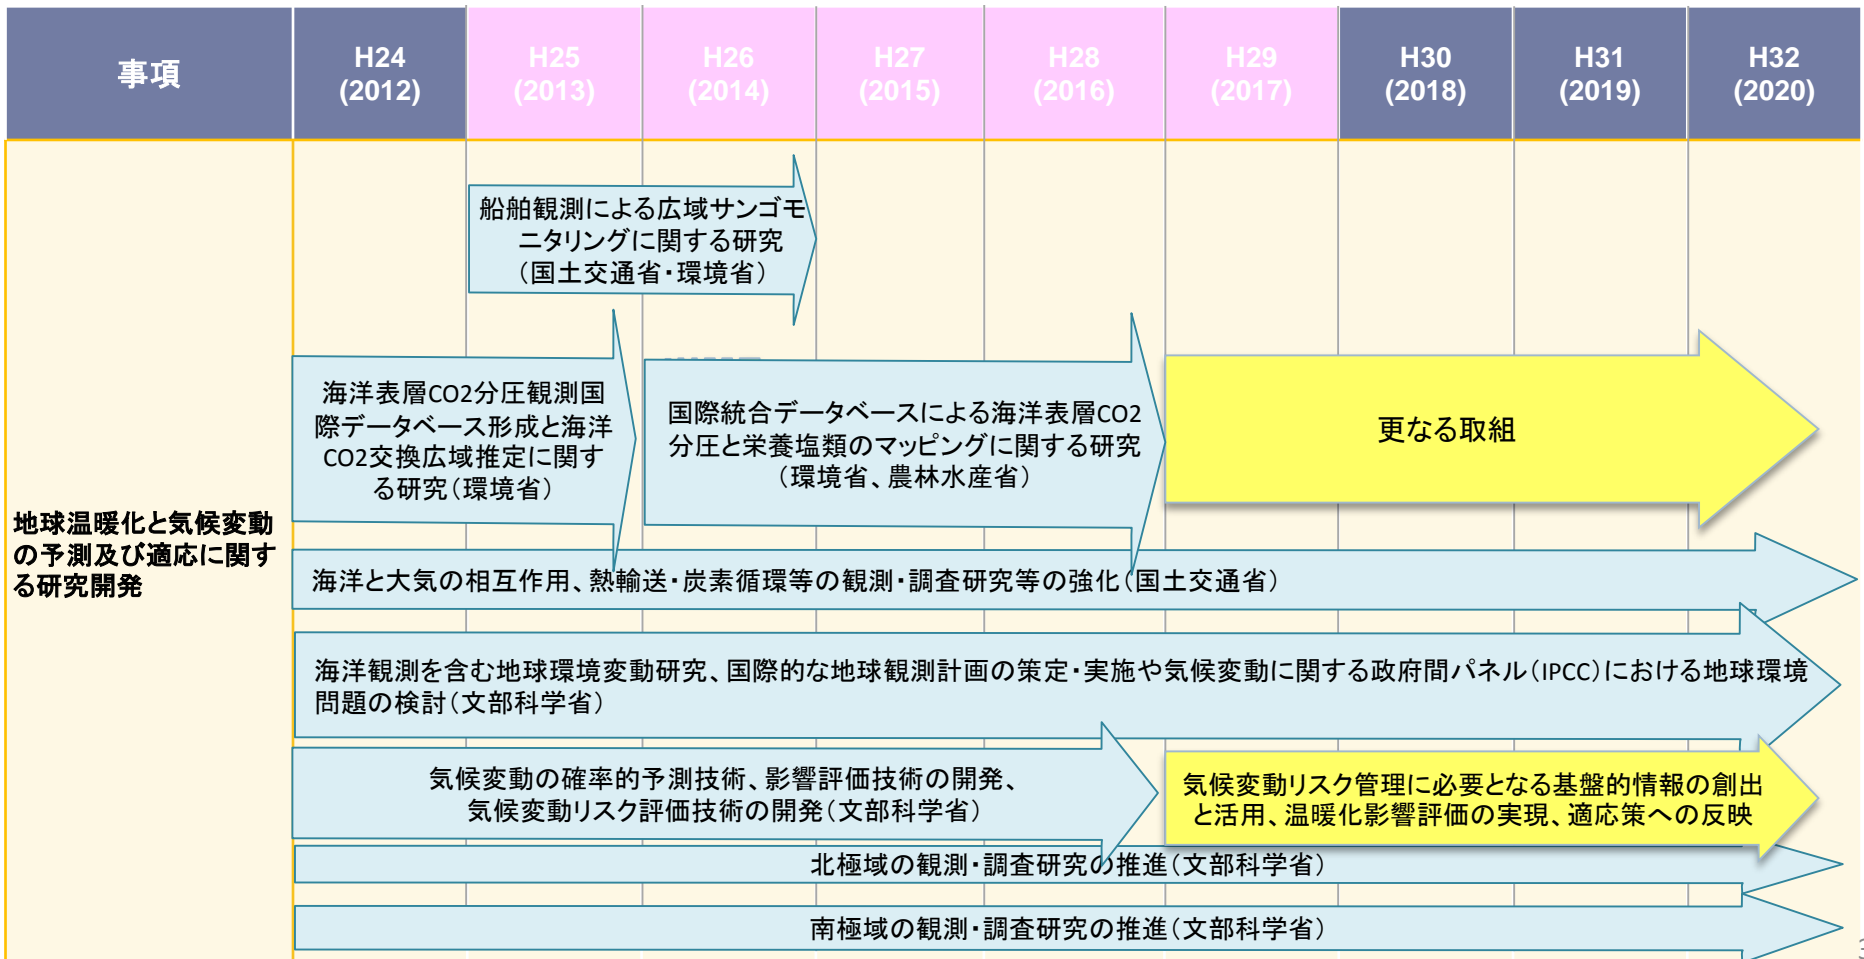 事項
H24
(2012)
H25
(2013)
H26
(2014)
H27
(2015)
H28
(2016)
H29
(2017)
H30
(2018)
H31
(2019)
H32
(2020)
地球温暖化と気候変動
の予測及び適応に関す
る研究開発
船舶観測による広域サンゴモ
ニタリングに関する研究
（国土交通省・環境省）
海洋表層CO2分圧観測国
際データベース形成と海洋
CO2交換広域推定に関す
る研究（環境省）
国際統合データベースによる海洋表層CO2
分圧と栄養塩類のマッピングに関する研究
（環境省、農林水産省）
更なる取組
海洋と大気の相互作用、熱輸送・炭素循環等の観測・調査研究等の強化（国土交通省）
海洋観測を含む地球環境変動研究、国際的な地球観測計画の策定・実施や気候変動に関する政府間パネル（IPCC）における地球環境
問題の検討（文部科学省）
気候変動の確率的予測技術、影響評価技術の開発、
気候変動リスク評価技術の開発（文部科学省）
気候変動リスク管理に必要となる基盤的情報の創出
と活用、温暖化影響評価の実現、適応策への反映
北極域の観測・調査研究の推進（文部科学省）
南極域の観測・調査研究の推進（文部科学省）